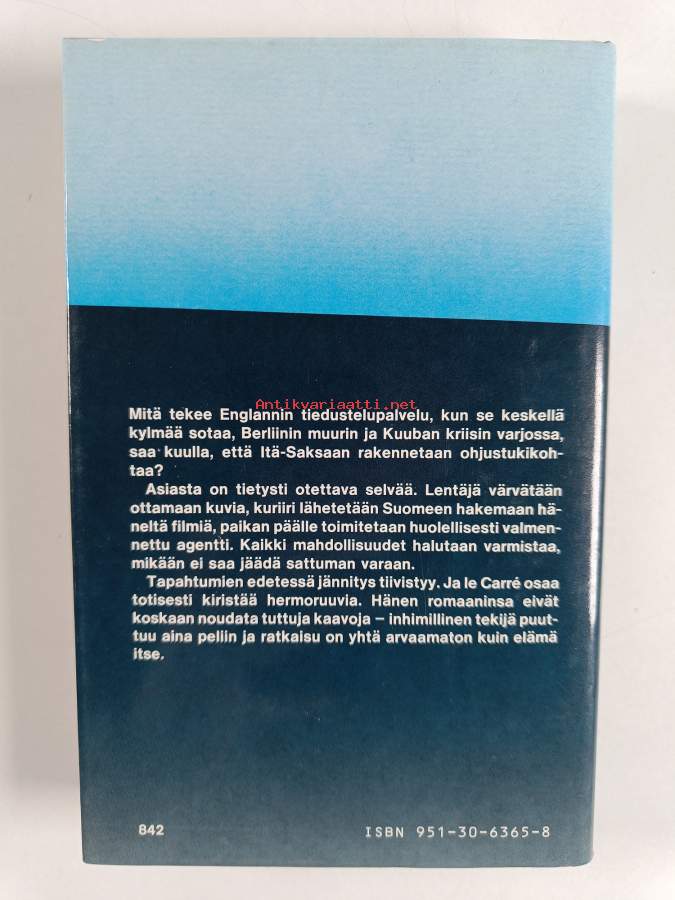 Antikvariaatti.net
Mitä tekee Englannin tiedustelupalvelu, kun se keskellä
kylmää sotaa, Berliinin muurin ja Kuuban kriisin varjossa,
saa kuulla, että Itä-Saksaan rakennetaan ohjustukikoh-
taa?
Asiasta on tietysti otettava selvää. Lentäjä värvätään
ottamaan kuvia, kuriiri lähetetään Suomeen hakemaan hä-
neltä filmiä, paikan päälle toimitetaan huolellisesti valmen-
nettu agentti. Kaikki mahdollisuudet halutaan varmistaa,
mikään ei saa jäädä sattuman varaan.
Tapahtumien edetessä jännitys tiivistyy. Ja le Carré osaa
totisesti kiristää hermoruuvia. Hänen romaaninsa eivät
koskaan noudata tuttuja kaavoja – inhimillinen tekijä puut-
tuu aina peliin ja ratkaisu on yhtä arvaamaton kuin elämä
itse.
842
ISBN 951-30-6365-8